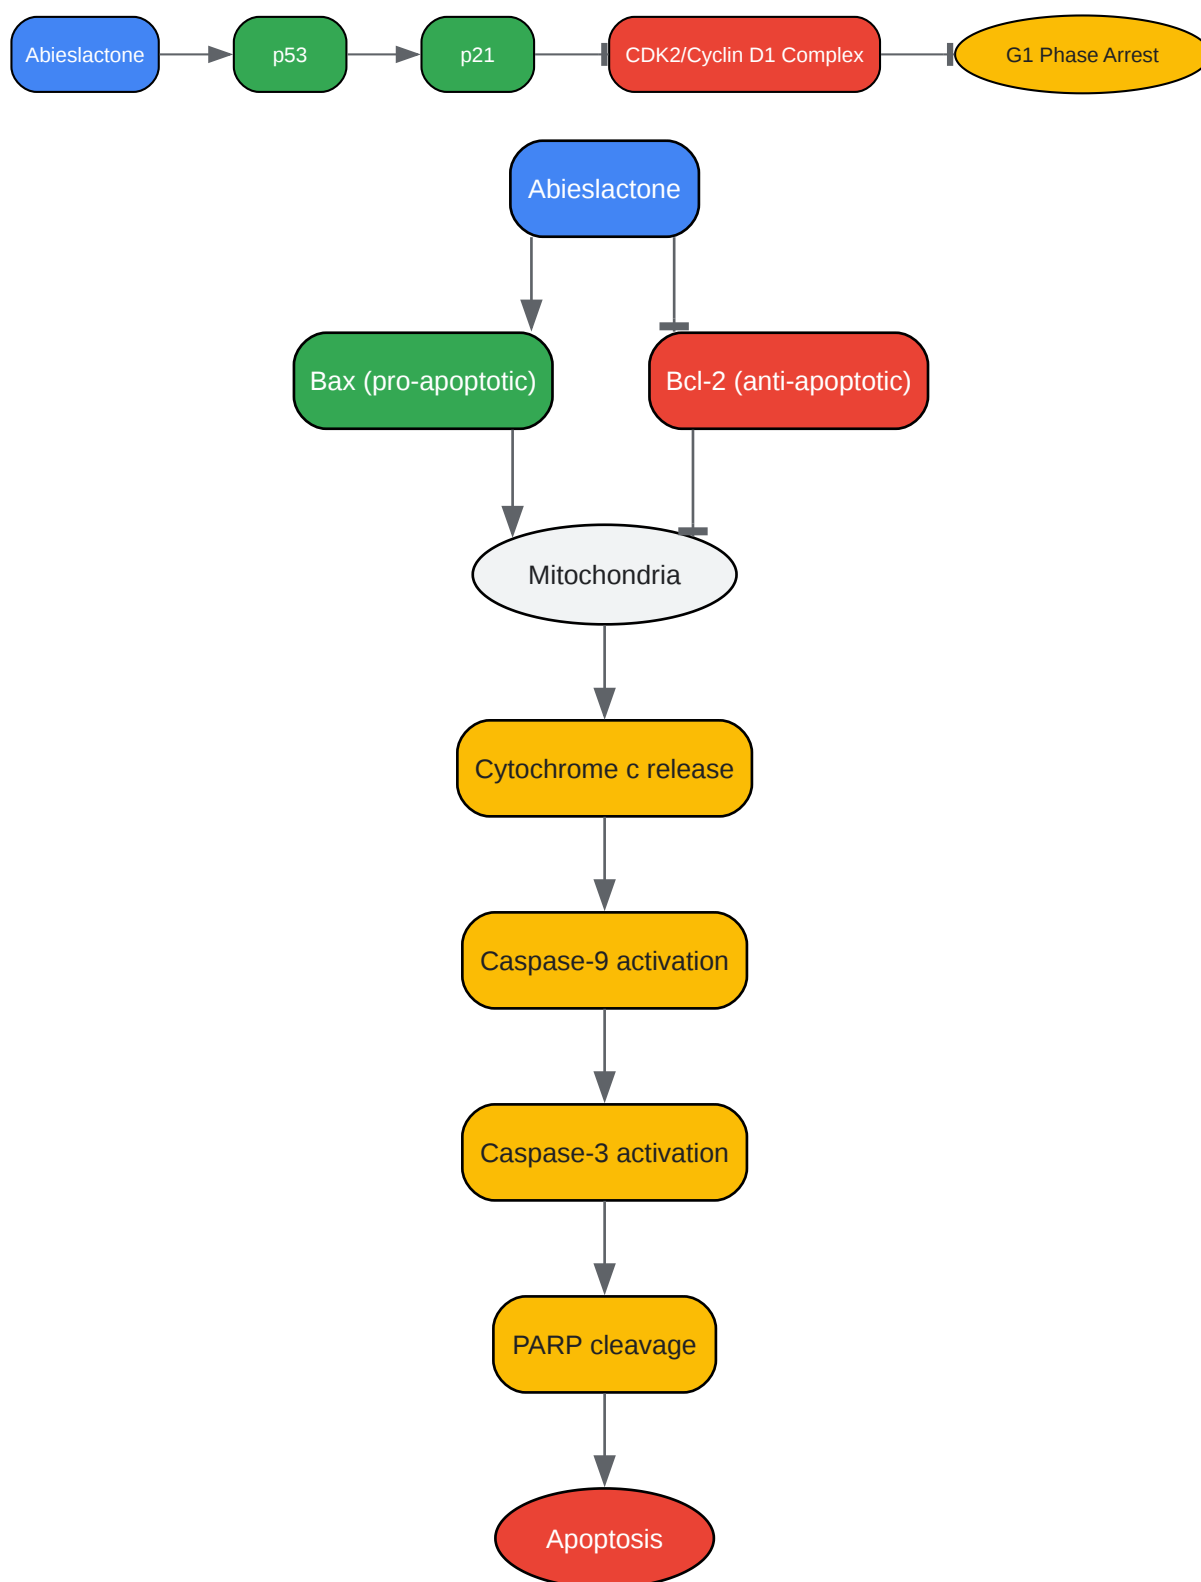 Abieslactone
p53
p21
CDK2/Cyclin D1 Complex
G1 Phase Arrest
Abieslactone
Bax (pro-apoptotic)
Bcl-2 (anti-apoptotic)
Mitochondria
Cytochrome c release
Caspase-9 activation
Caspase-3 activation
PARP cleavage
Apoptosis